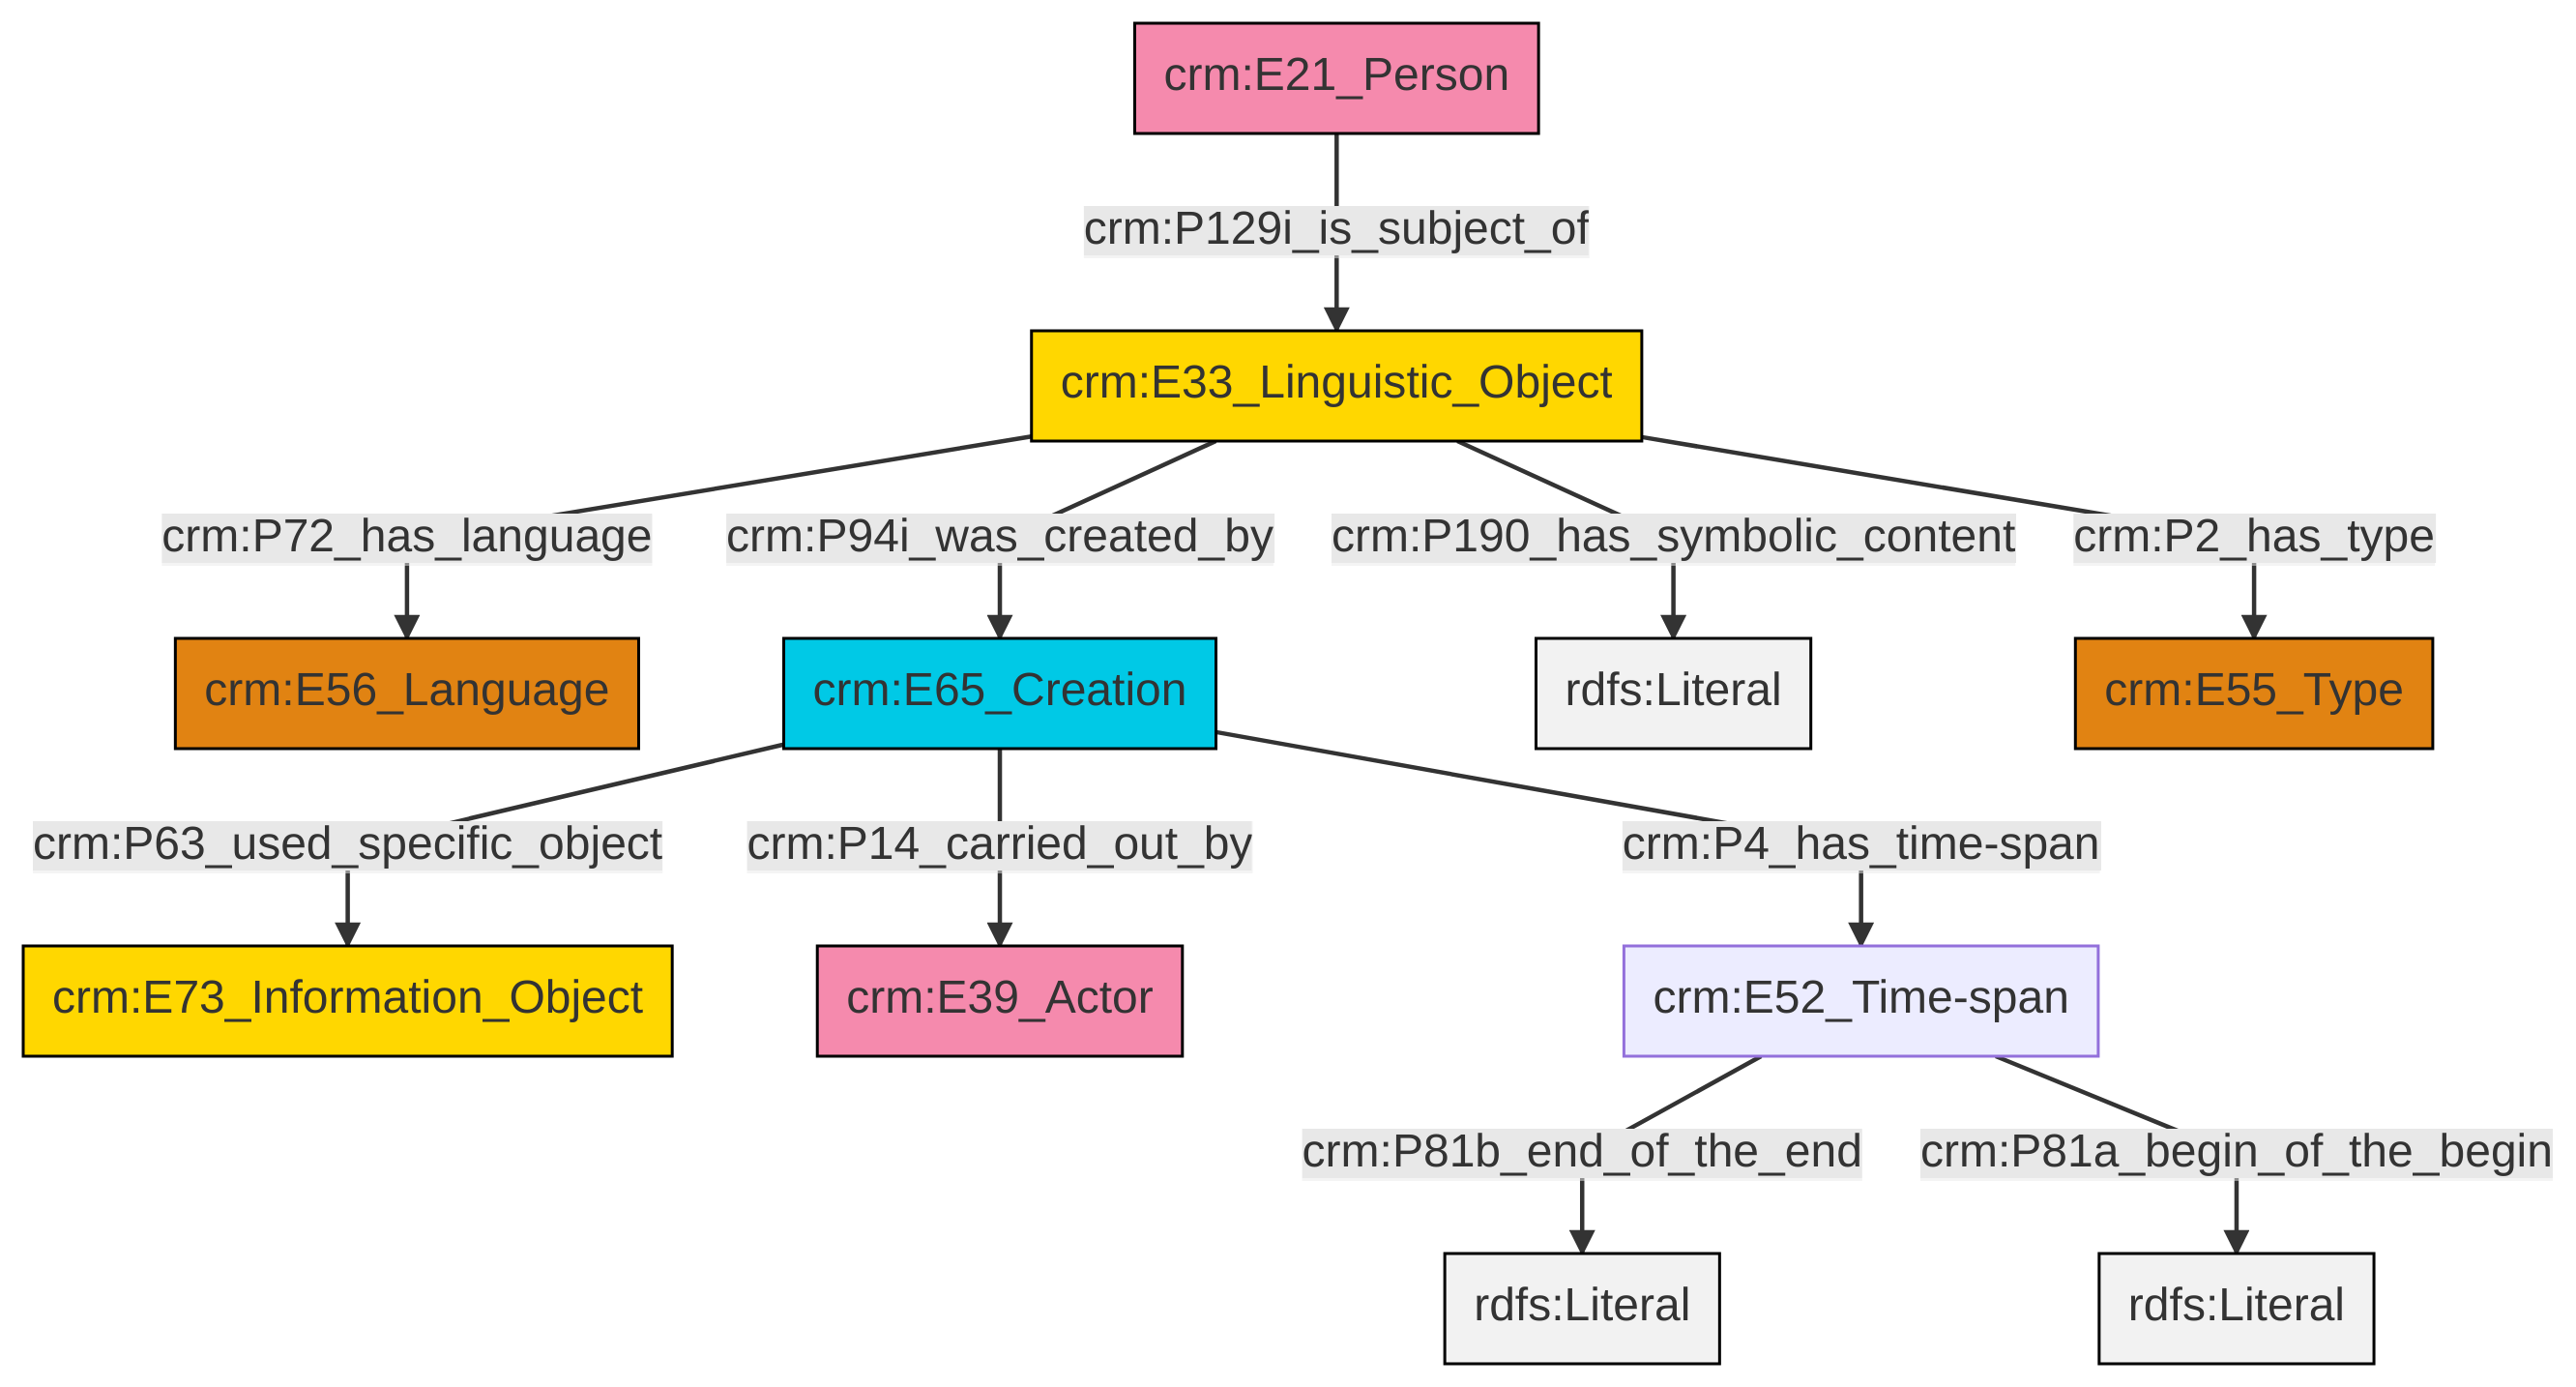 crm:E21_Person
crm:P129i_is_subject_of
crm:E33_Linguistic_Object
crm:P72_has_language
crm:P94i_was_created_by
crm:P190_has_symbolic_content
crm:P2_has_type
crm:E56_Language
crm:E65_Creation
rdfs:Literal
crm:E55_Type
crm:P63_used_specific_object
crm:P14_carried_out_by
crm:P4_has_time-span
crm:E73_Information_Object
crm:E39_Actor
crm:E52_Time-span
crm:P81b_end_of_the_end
crm:P81a_begin_of_the_begin
rdfs:Literal
rdfs:Literal